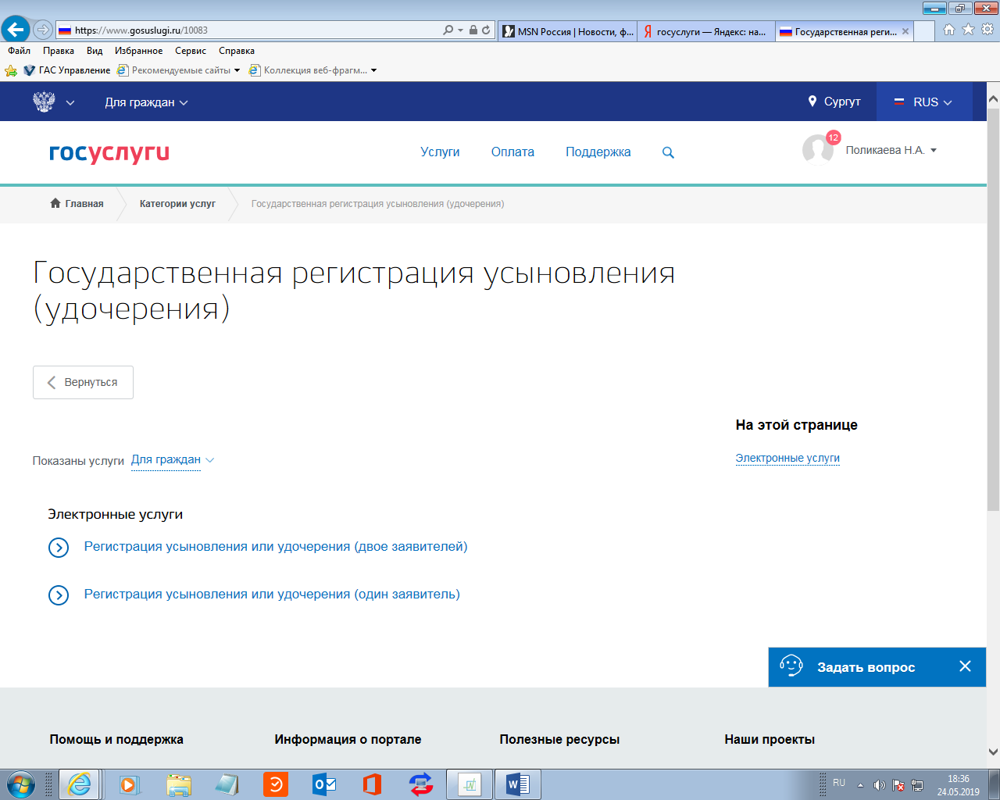 https://www.gosuslugi.ru/10083
MSN Россия | Новости, ф...
госуслуги — Яндекс: на...
Государственная реги...
Файл Правка Вид Избранное Сервис Справка
ГАС Управление Рекомендуемые сайты Коллекция веб-фрагм...
Для граждан
Сургут
RUS
госуслуги
Услуги Оплата Поддержка
12
Поликаева Н.А.
Главная Категории услуг Государственная регистрация усыновления (удочерения)
Государственная регистрация усыновления
(удочерения)
Вернуться
На этой странице
Электронные услуги
Показаны услуги Для граждан
Электронные услуги
Регистрация усыновления или удочерения (двое заявителей)
Регистрация усыновления или удочерения (один заявитель)
Задать вопрос
Помощь и поддержка Информация о портале Полезные ресурсы Наши проекты
RU
18:36
24.05.2019